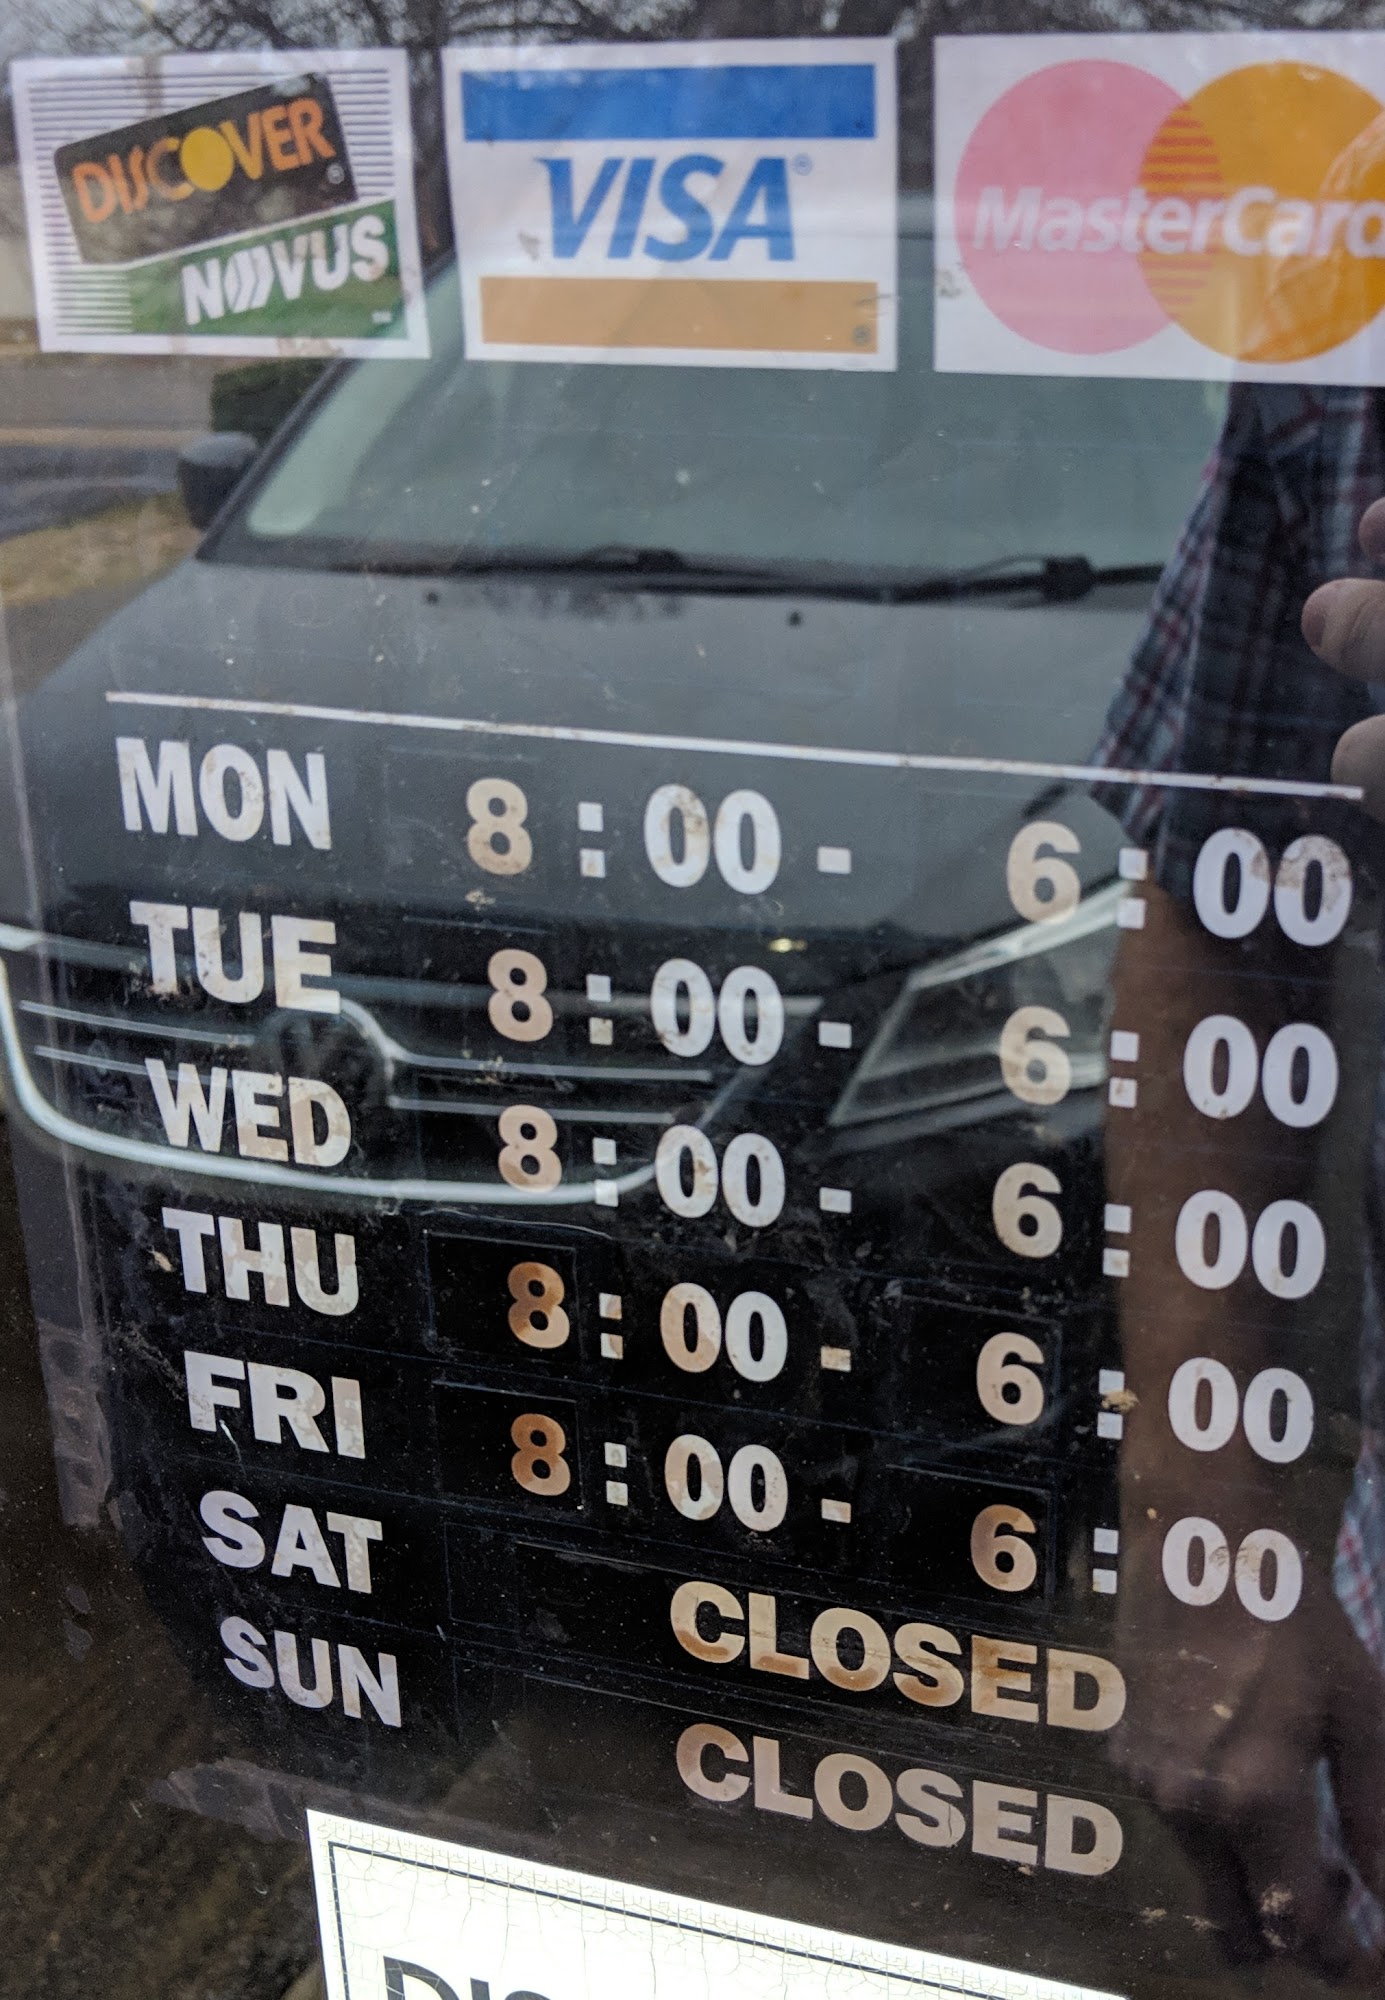 DISCOVER
NOVUS
VISA
MasterCard
MON 8:00- 6:00
TUE 8:00- 6:00
WED 8:00- 6:00
THU 8:00- 6:00
FRI 8:00- 6:00
SAT CLOSED
SUN CLOSED